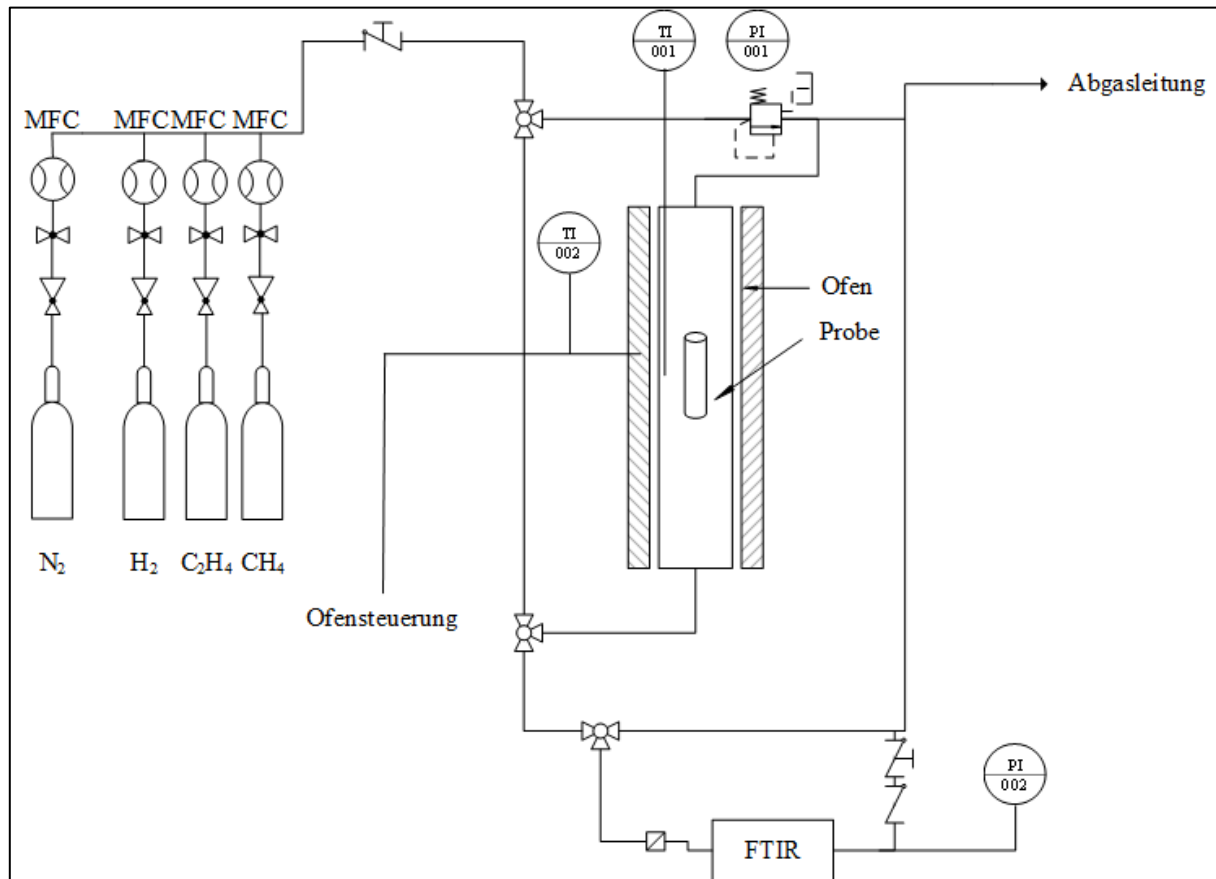 TI
001
PI
001
Abgasleitung
MFC MFC MFC MFC
TI
002
Ofen
Probe
N₂ H₂ C₂H₄ CH₄
Ofensteuerung
PI
002
FTIR